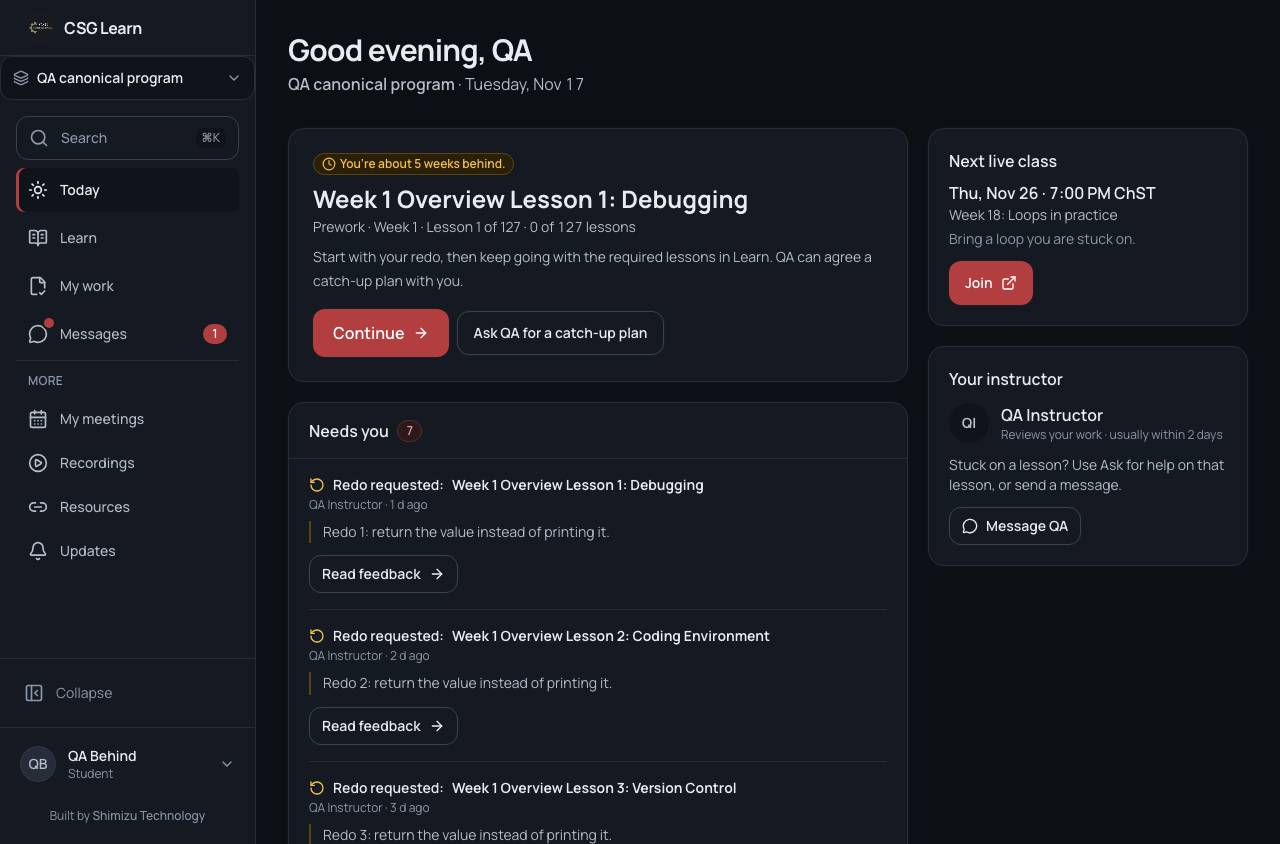 CSG Learn
QA canonical program
Search ⌘K
Today
Learn
My work
Messages 1
MORE
My meetings
Recordings
Resources
Updates
Collapse
QB
QA Behind
Student
Built by Shimizu Technology
Good evening, QA
QA canonical program · Tuesday, Nov 17
You're about 5 weeks behind.
Week 1 Overview Lesson 1: Debugging
Prework · Week 1 · Lesson 1 of 127 · 0 of 127 lessons
Start with your redo, then keep going with the required lessons in Learn. QA can agree a
catch-up plan with you.
Continue
Ask QA for a catch-up plan
Needs you 7
Redo requested: Week 1 Overview Lesson 1: Debugging
QA Instructor · 1 d ago
Redo 1: return the value instead of printing it.
Read feedback
Redo requested: Week 1 Overview Lesson 2: Coding Environment
QA Instructor · 2 d ago
Redo 2: return the value instead of printing it.
Read feedback
Redo requested: Week 1 Overview Lesson 3: Version Control
QA Instructor · 3 d ago
Redo 3: return the value instead of printing it.
Next live class
Thu, Nov 26 · 7:00 PM ChST
Week 18: Loops in practice
Bring a loop you are stuck on.
Join
Your instructor
QI
QA Instructor
Reviews your work · usually within 2 days
Stuck on a lesson? Use Ask for help on that
lesson, or send a message.
Message QA